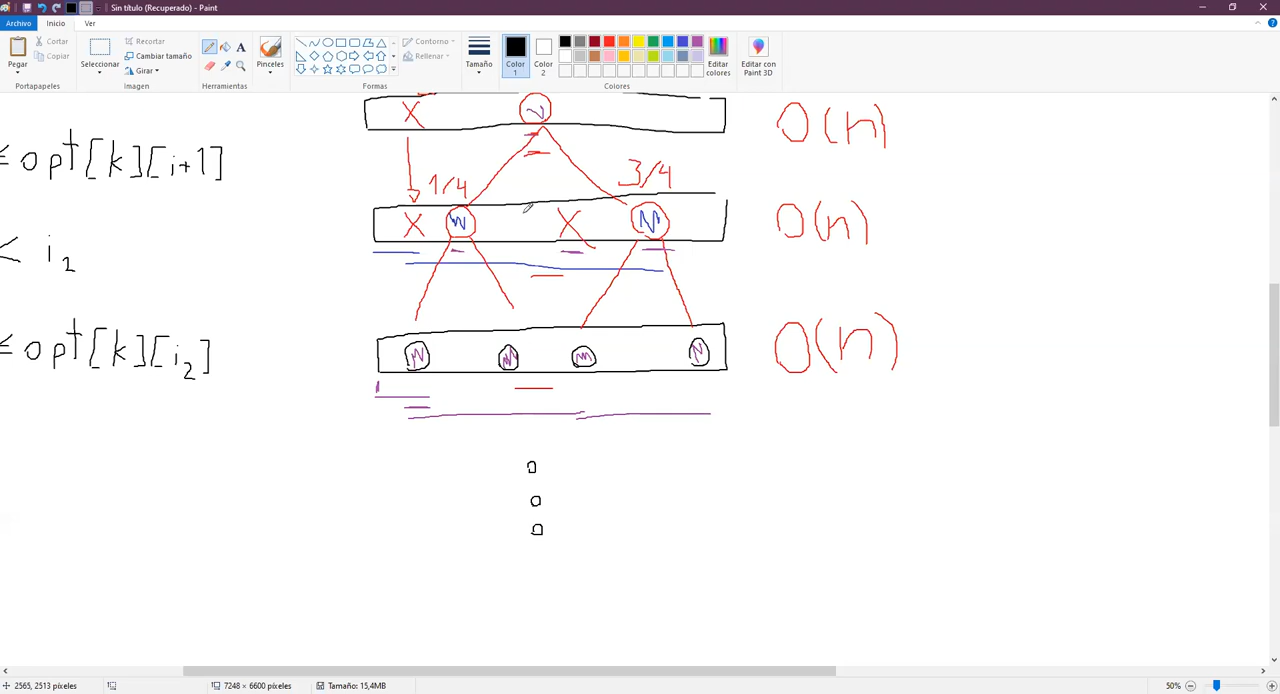 Sin título (Recuperado) - Paint
Archivo Inicio Ver
Pegar
Cortar
Copiar
Portapapeles
Seleccionar
Recortar
Cambiar tamaño
Girar
Imagen
A
Herramientas
Pinceles
Formas
Contorno
Rellenar
Tamaño
Color 1
Color 2
Editar colores
Editar con Paint 3D
Colores
X
O(n)
≤ opt[k][i+1]
1/4
3/4
X X
O(n)
< i2
≤ opt[k][i2]
O(n)
2565, 2513 píxeles
7248 × 6600 píxeles
Tamaño: 15,4MB
50%